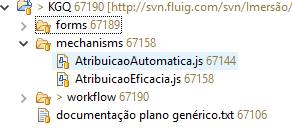 > KGQ 67190 [http://svn.fluig.com/svn/Imersão/
forms 67189
mechanisms 67158
AtribuicaoAutomatica.js 67144
AtribuicaoEficacia.js 67158
workflow 67190
documentação plano genérico.txt 67106